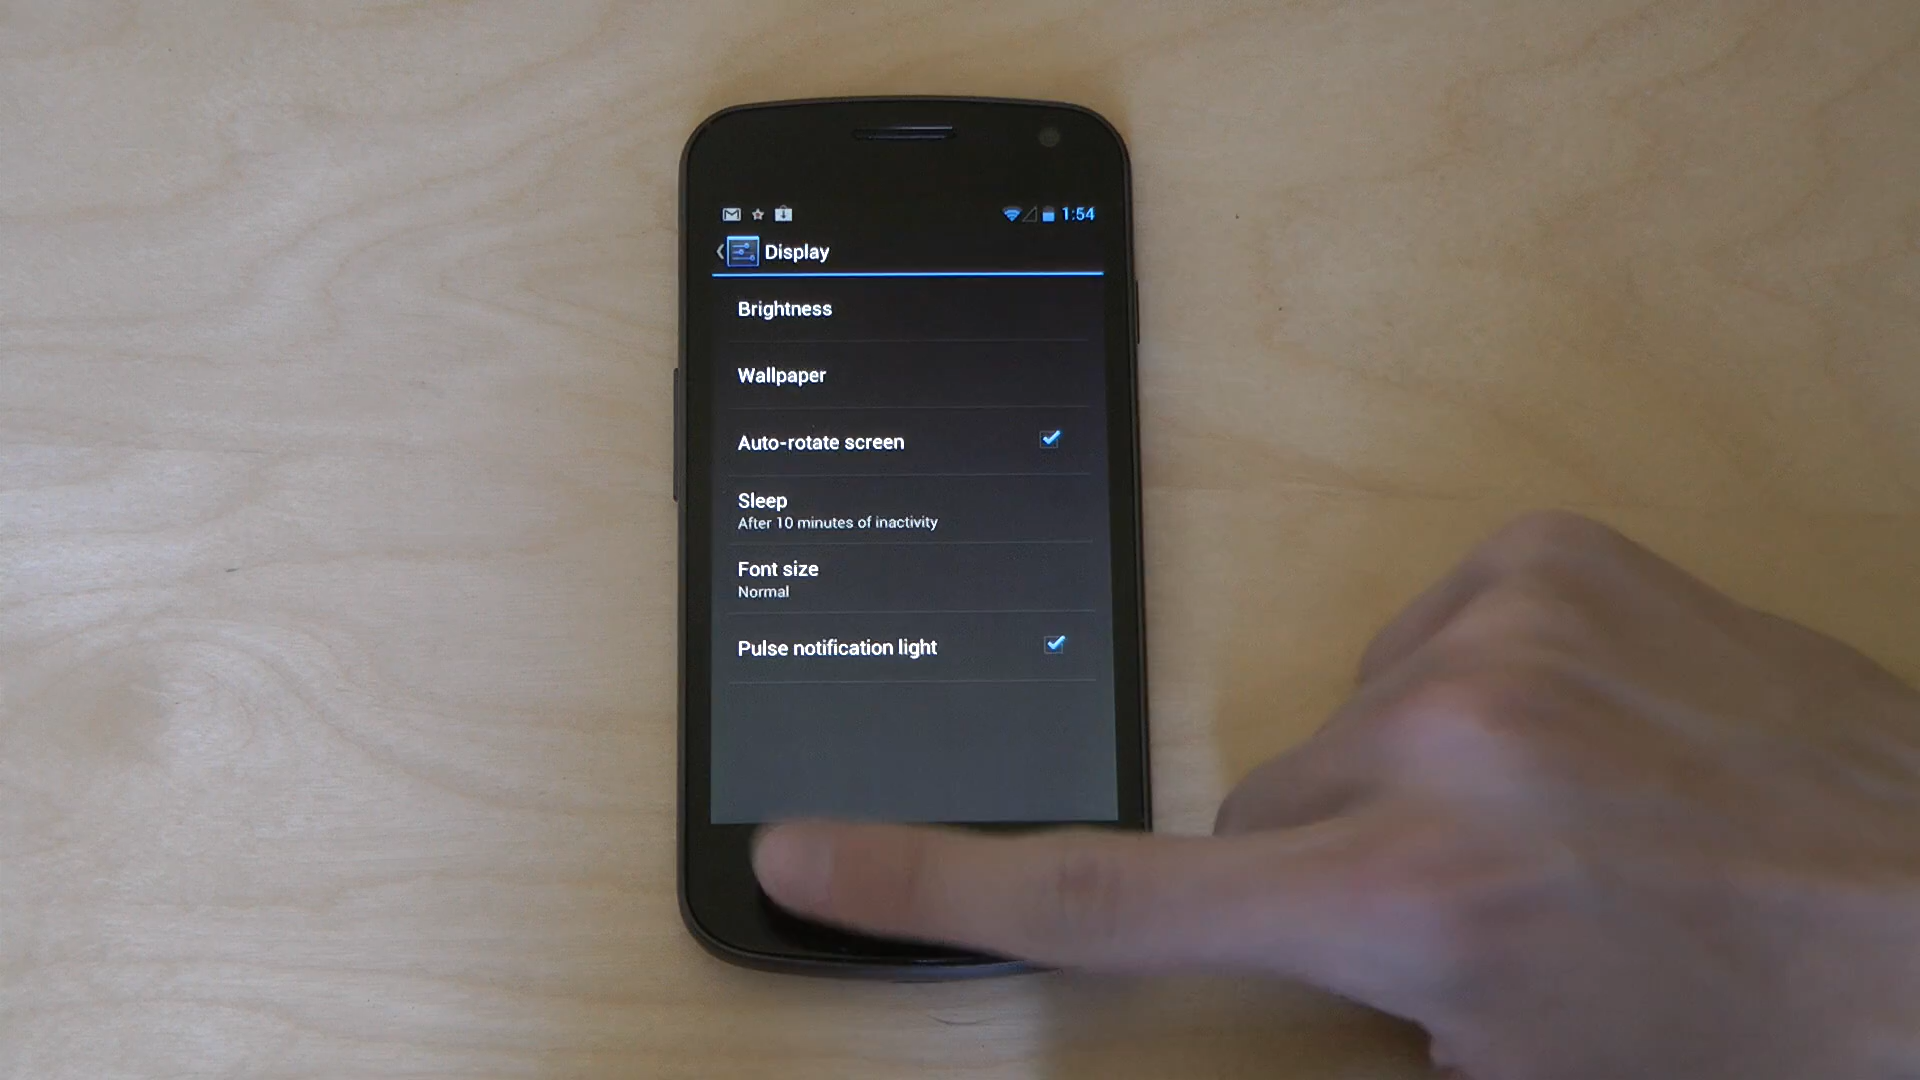 1:54
Display
Brightness
Wallpaper
Auto-rotate screen
Sleep
After 10 minutes of inactivity
Font size
Normal
Pulse notification light